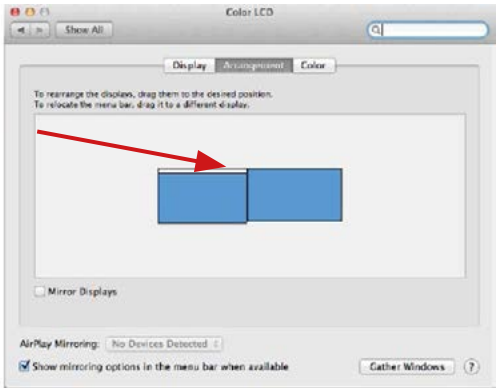 Color LCD
Show All
Display Arrangement Color
To rearrange the displays, drag them to the desired position.
To relocate the menu bar, drag it to a different display.
Mirror Displays
AirPlay Mirroring: No Devices Detected
Show mirroring options in the menu bar when available
Gather Windows ?